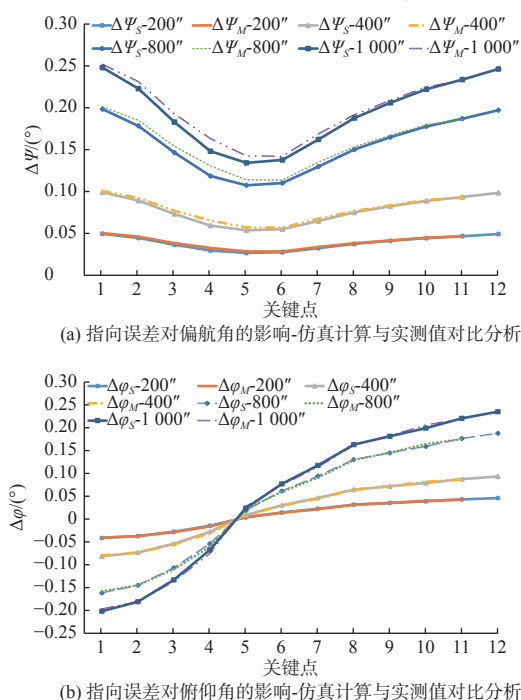 ΔΨS-200″ ΔΨM-200″ ΔΨS-400″ ΔΨM-400″
ΔΨS-800″ ΔΨM-800″ ΔΨS-1 000″ ΔΨM-1 000″
0.30
0.25
0.20
0.15
0.10
0.05
0
ΔΨ/(°)
1 2 3 4 5 6 7 8 9 10 11 12
关键点
(a) 指向误差对偏航角的影响-仿真计算与实测值对比分析
ΔφS-200″ ΔφM-200″ ΔφS-400″
ΔφM-400″ ΔφS-800″ ΔφM-800″
ΔφS-1 000″ ΔφM-1 000″
0.30
0.25
0.20
0.15
0.10
0.05
0
−0.05
−0.10
−0.15
−0.20
−0.25
Δφ/(°)
1 2 3 4 5 6 7 8 9 10 11 12
关键点
(b) 指向误差对俯仰角的影响-仿真计算与实测值对比分析